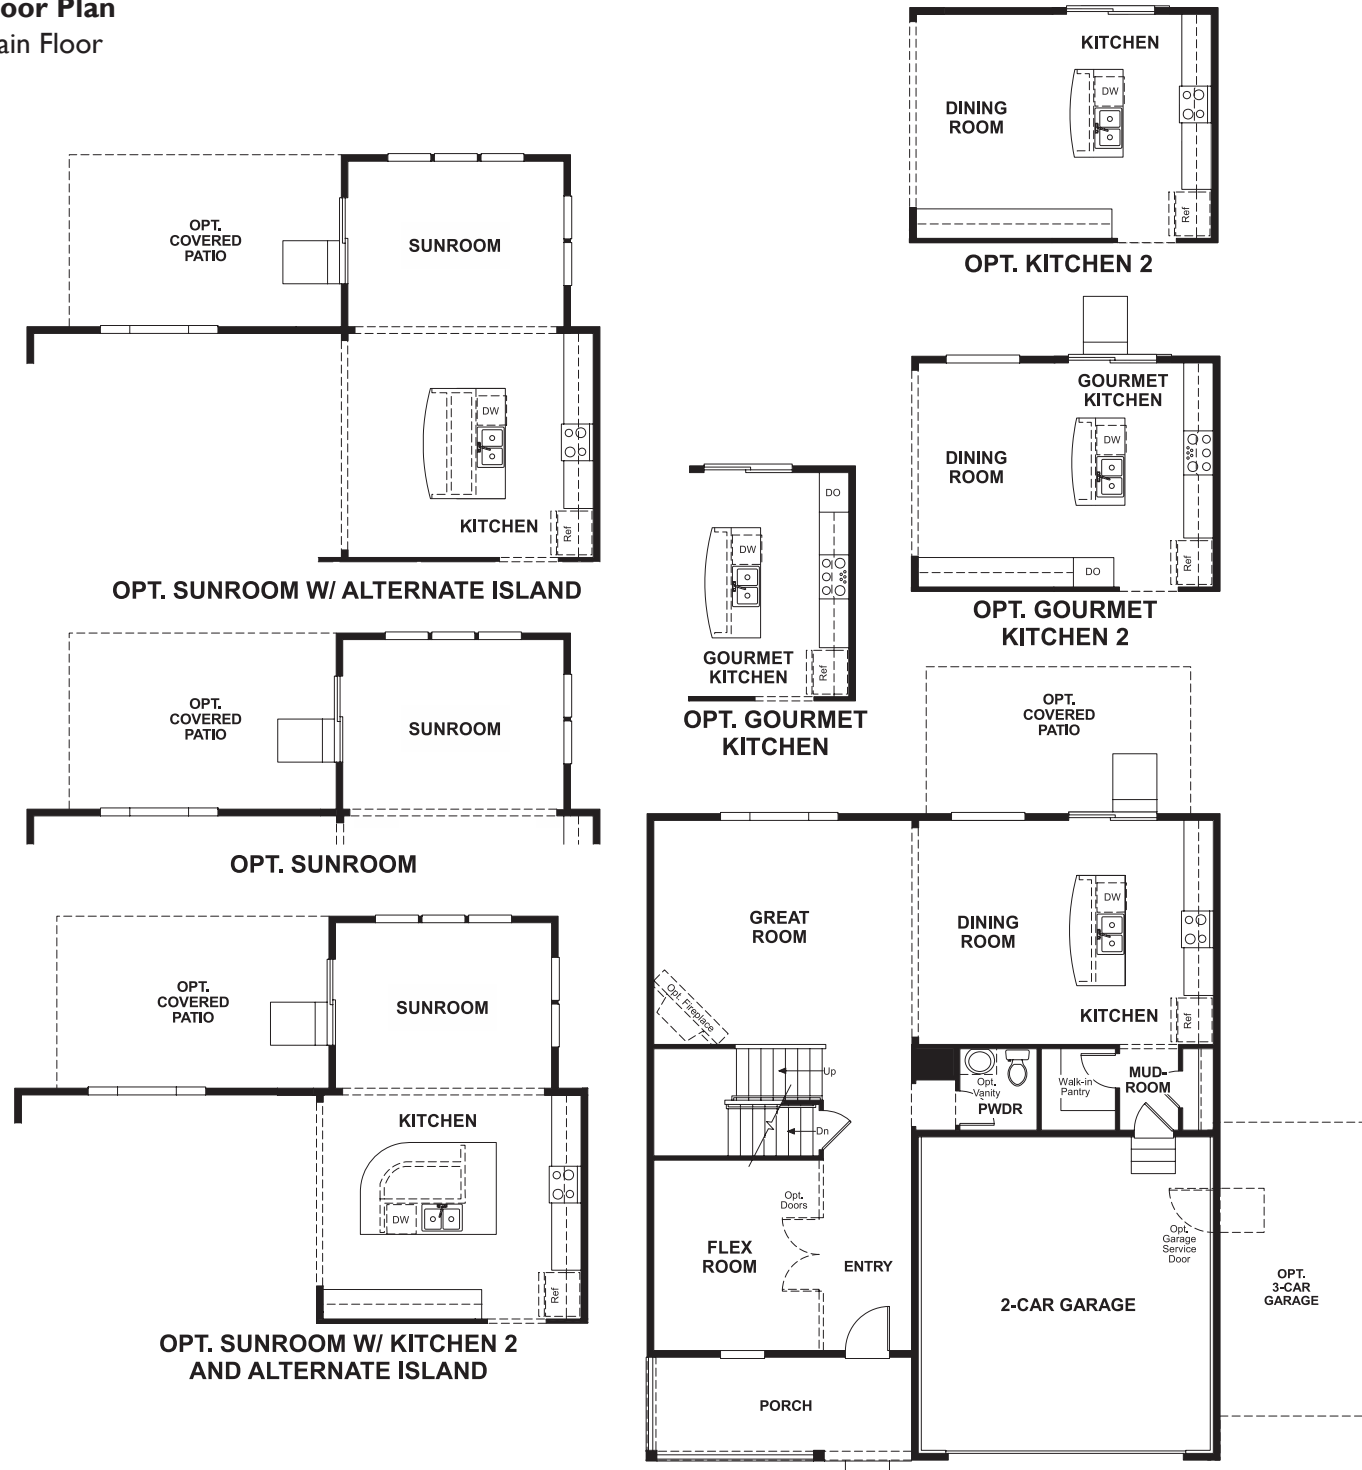 oor Plan
ain Floor
KITCHEN
DW
DINING
ROOM
Ref
OPT. KITCHEN 2
OPT.
COVERED
PATIO
SUNROOM
DW
KITCHEN
Ref
OPT. SUNROOM W/ ALTERNATE ISLAND
GOURMET
KITCHEN
DW
DINING
ROOM
Ref
DO
OPT. GOURMET
KITCHEN 2
DO
DW
GOURMET
KITCHEN
Ref
OPT. GOURMET
KITCHEN
OPT.
COVERED
PATIO
SUNROOM
OPT. SUNROOM
OPT.
COVERED
PATIO
SUNROOM
KITCHEN
DW
Ref
OPT. SUNROOM W/ KITCHEN 2
AND ALTERNATE ISLAND
OPT.
COVERED
PATIO
GREAT
ROOM
DINING
ROOM
DW
KITCHEN
Ref
Opt. Fireplace
Up
Dn
Opt.
Vanity
PWDR
Walk-in
Pantry
MUD-
ROOM
Opt.
Doors
FLEX
ROOM
ENTRY
Opt.
Garage
Service
Door
2-CAR GARAGE
OPT.
3-CAR
GARAGE
PORCH